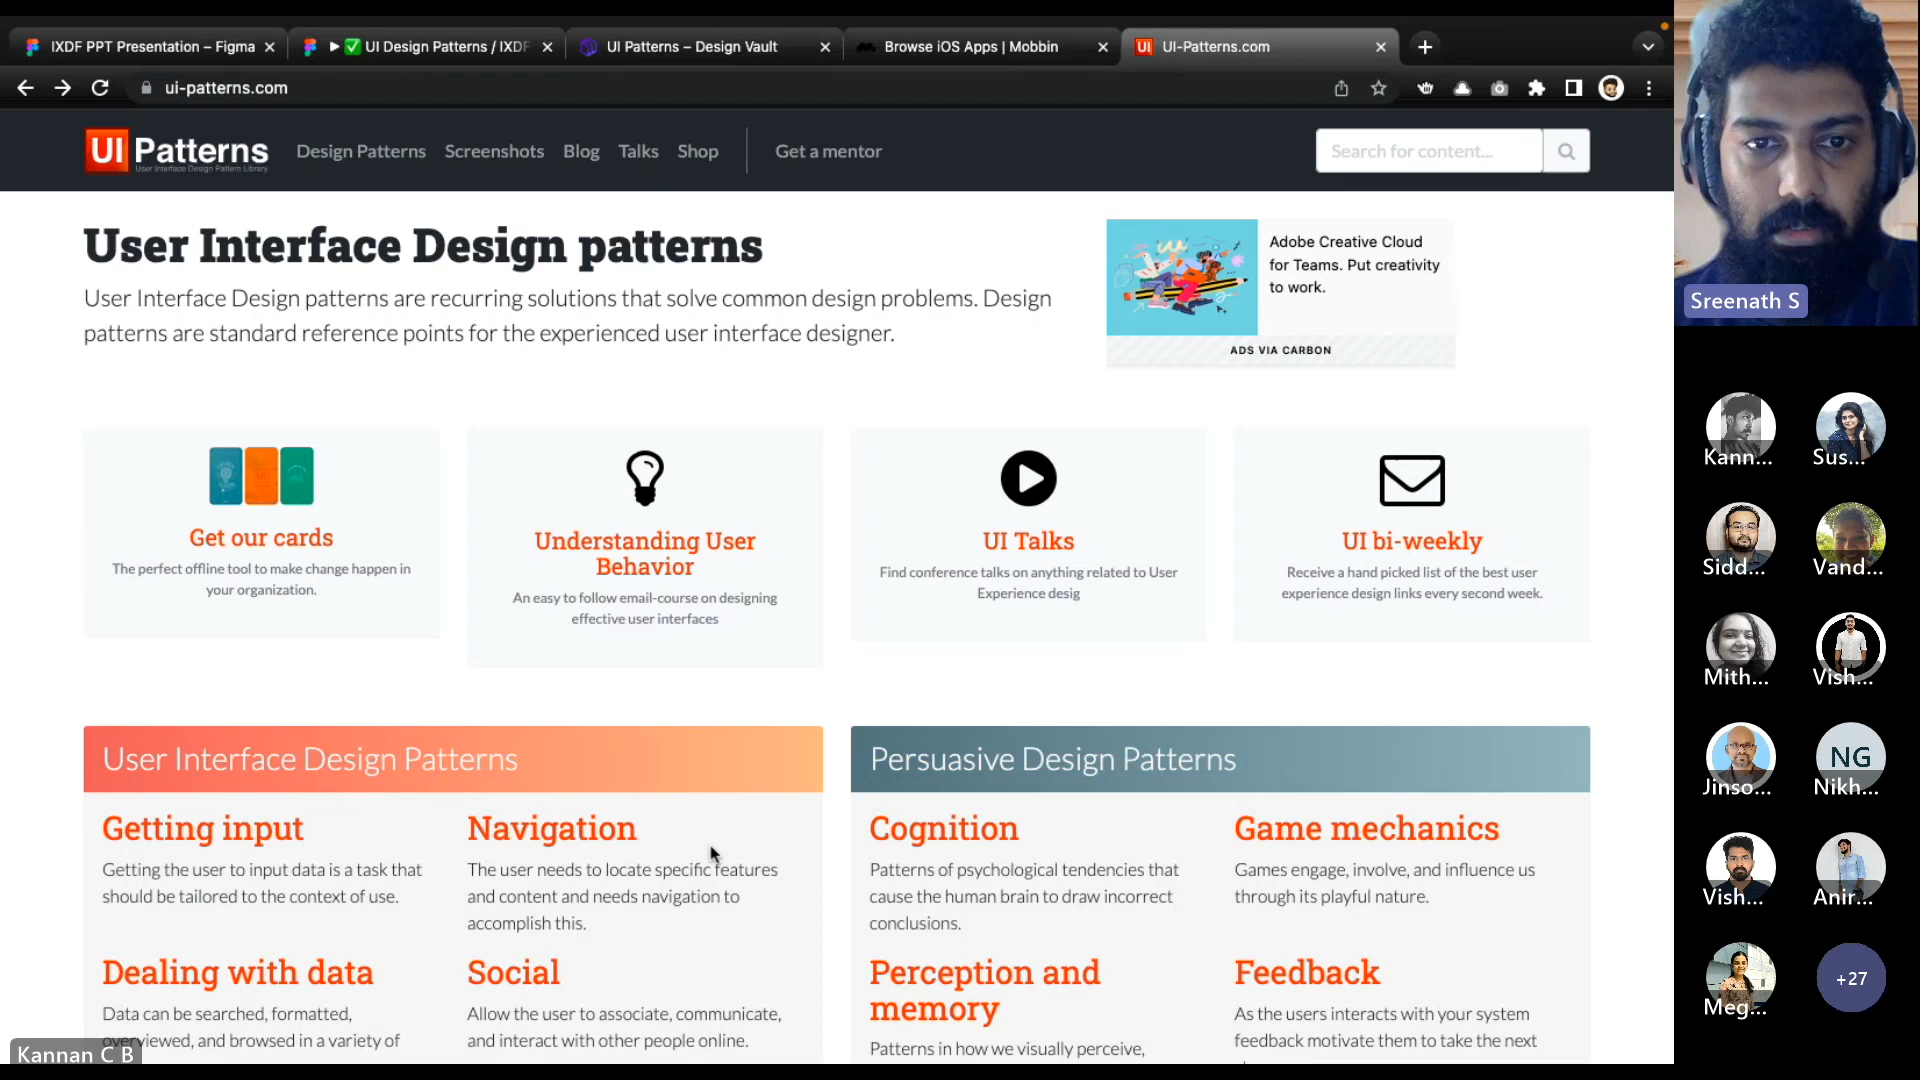 IXDF PPT Presentation – Figma
UI Design Patterns / IXDF
UI Patterns – Design Vault
Browse iOS Apps | Mobbin
UI UI-Patterns.com
ui-patterns.com
UI Patterns
User Interface Design Pattern Library
Design Patterns
Screenshots
Blog
Talks
Shop
Get a mentor
Search for content...
User Interface Design patterns
User Interface Design patterns are recurring solutions that solve common design problems. Design
patterns are standard reference points for the experienced user interface designer.
Adobe Creative Cloud
for Teams. Put creativity
to work.
ADS VIA CARBON
Get our cards
The perfect offline tool to make change happen in
your organization.
Understanding User
Behavior
An easy to follow email-course on designing
effective user interfaces
UI Talks
Find conference talks on anything related to User
Experience desig
UI bi-weekly
Receive a hand picked list of the best user
experience design links every second week.
User Interface Design Patterns
Getting input
Getting the user to input data is a task that
should be tailored to the context of use.
Navigation
The user needs to locate specific features
and content and needs navigation to
accomplish this.
Dealing with data
Data can be searched, formatted,
overviewed, and browsed in a variety of
Social
Allow the user to associate, communicate,
and interact with other people online.
Persuasive Design Patterns
Cognition
Patterns of psychological tendencies that
cause the human brain to draw incorrect
conclusions.
Game mechanics
Games engage, involve, and influence us
through its playful nature.
Perception and
memory
Patterns in how we visually perceive,
Feedback
As the users interacts with your system
feedback motivate them to take the next
Kannan C B
Sreenath S
Kann...
Sus...
Sidd...
Vand...
Mith...
Vish...
Jinso...
NG
Nikh...
Vish...
Anir...
Meg...
+27